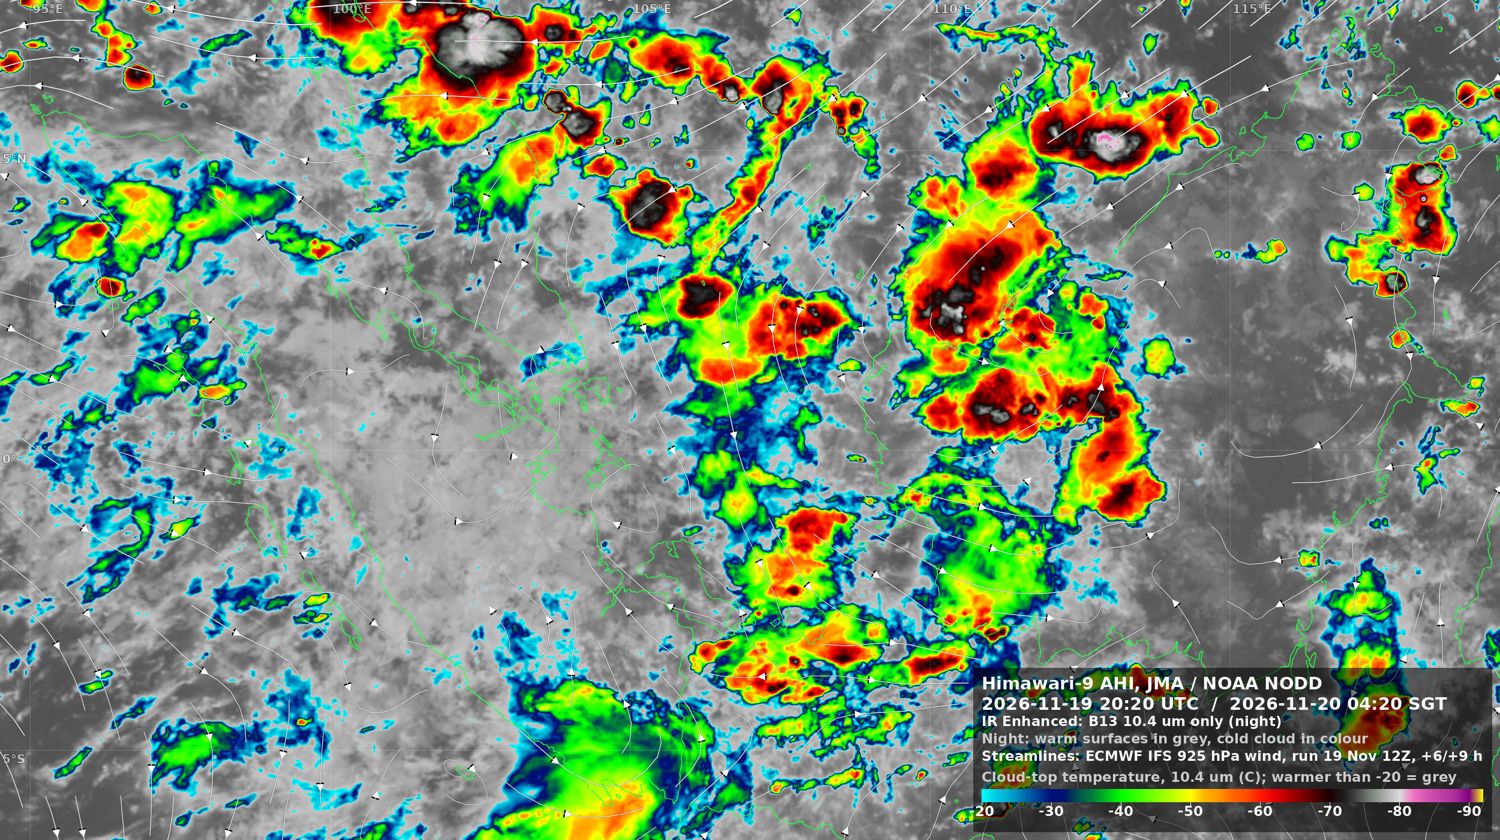 95°E
100°E
105°E
110°E
115°E
5°N
0°
5°S
Himawari-9 AHI, JMA / NOAA NODD
2026-11-19 20:20 UTC / 2026-11-20 04:20 SGT
IR Enhanced: B13 10.4 um only (night)
Night: warm surfaces in grey, cold cloud in colour
Streamlines: ECMWF IFS 925 hPa wind, run 19 Nov 12Z, +6/+9 h
Cloud-top temperature, 10.4 um (C); warmer than -20 = grey
20 -30 -40 -50 -60 -70 -80 -90